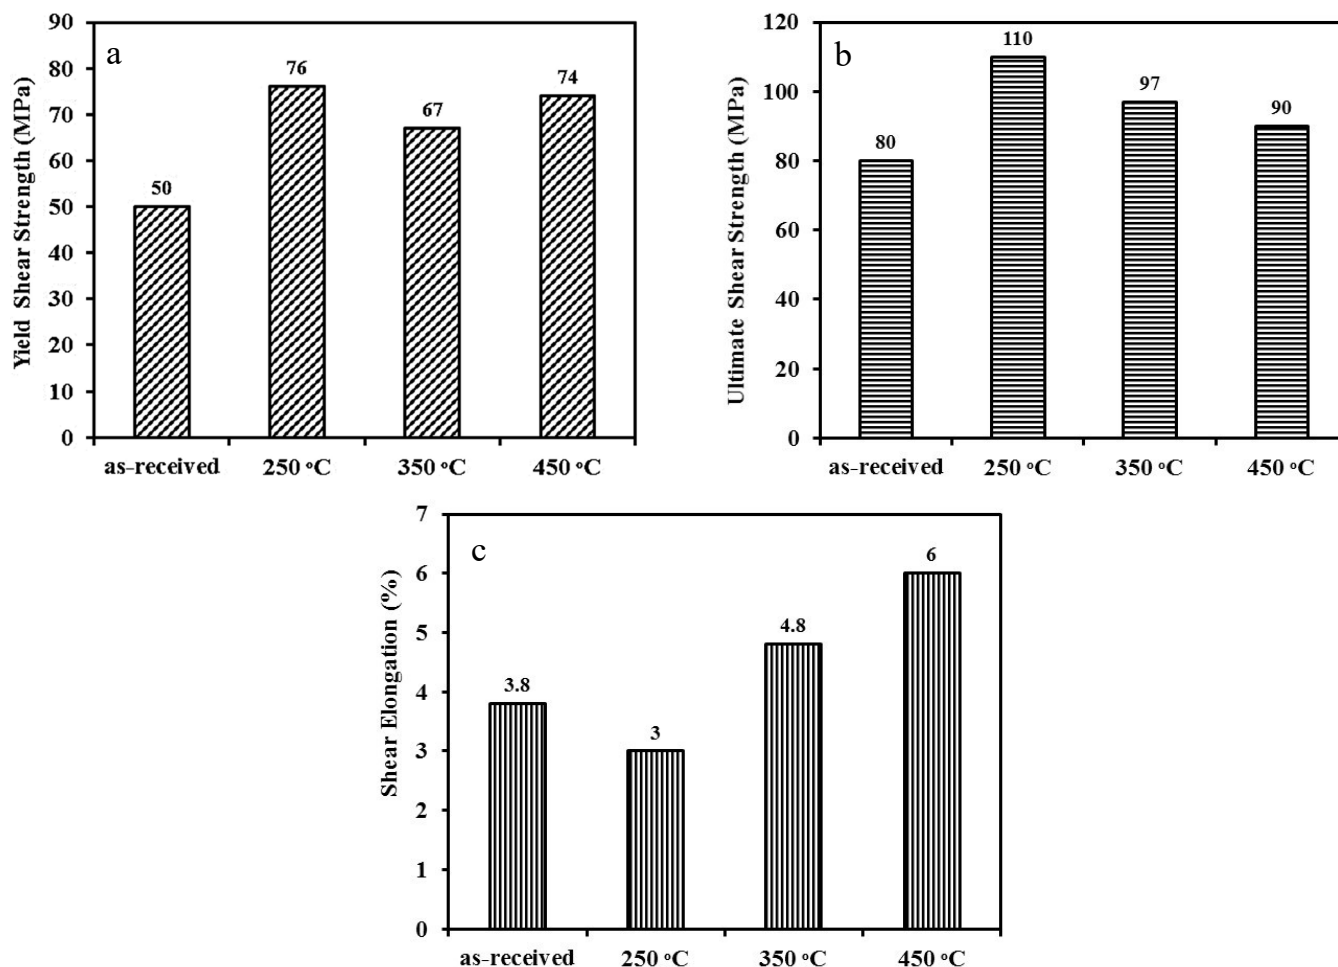 a
Yield Shear Strength (MPa)
90
80
70
60
50
40
30
20
10
0
50
76
67
74
as-received
250 °C
350 °C
450 °C
b
Ultimate Shear Strength (MPa)
120
100
80
60
40
20
0
80
110
97
90
as-received
250 °C
350 °C
450 °C
c
Shear Elongation (%)
7
6
5
4
3
2
1
0
3.8
3
4.8
6
as-received
250 °C
350 °C
450 °C